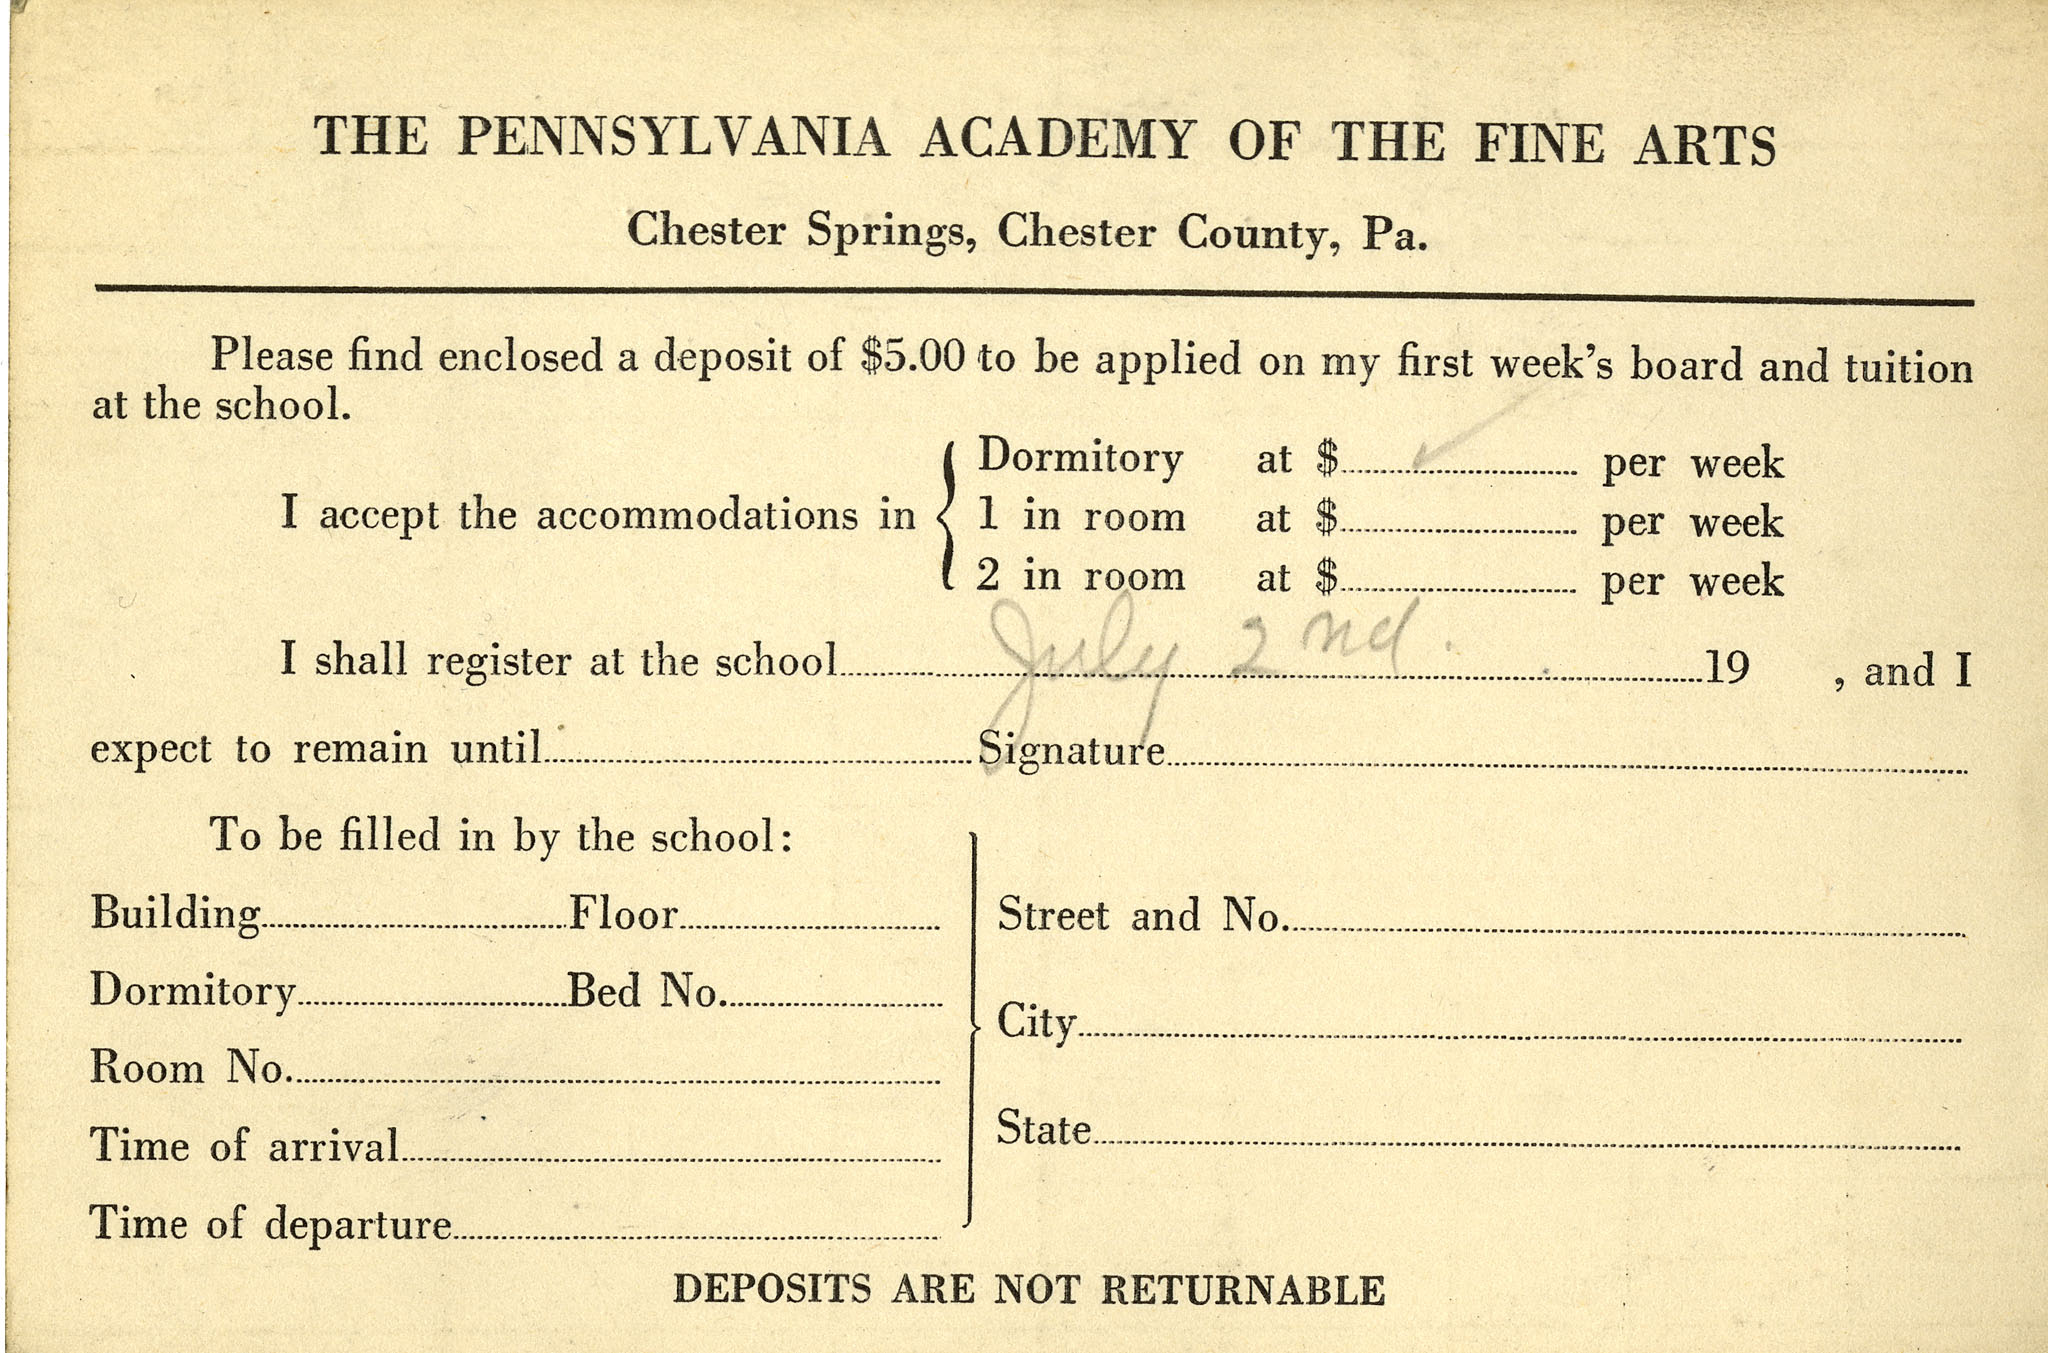 THE PENNSYLVANIA ACADEMY OF THE FINE ARTS
Chester Springs, Chester County, Pa.
Please find enclosed a deposit of $5.00 to be applied on my first week's board and tuition
at the school.
I accept the accommodations in
Dormitory at $ ✓ per week
1 in room at $ per week
2 in room at $ per week
I shall register at the school July 2nd. 19 , and I
expect to remain until Signature
To be filled in by the school:
Building Floor
Dormitory Bed No.
Room No.
Time of arrival
Time of departure
Street and No.
City
State
DEPOSITS ARE NOT RETURNABLE